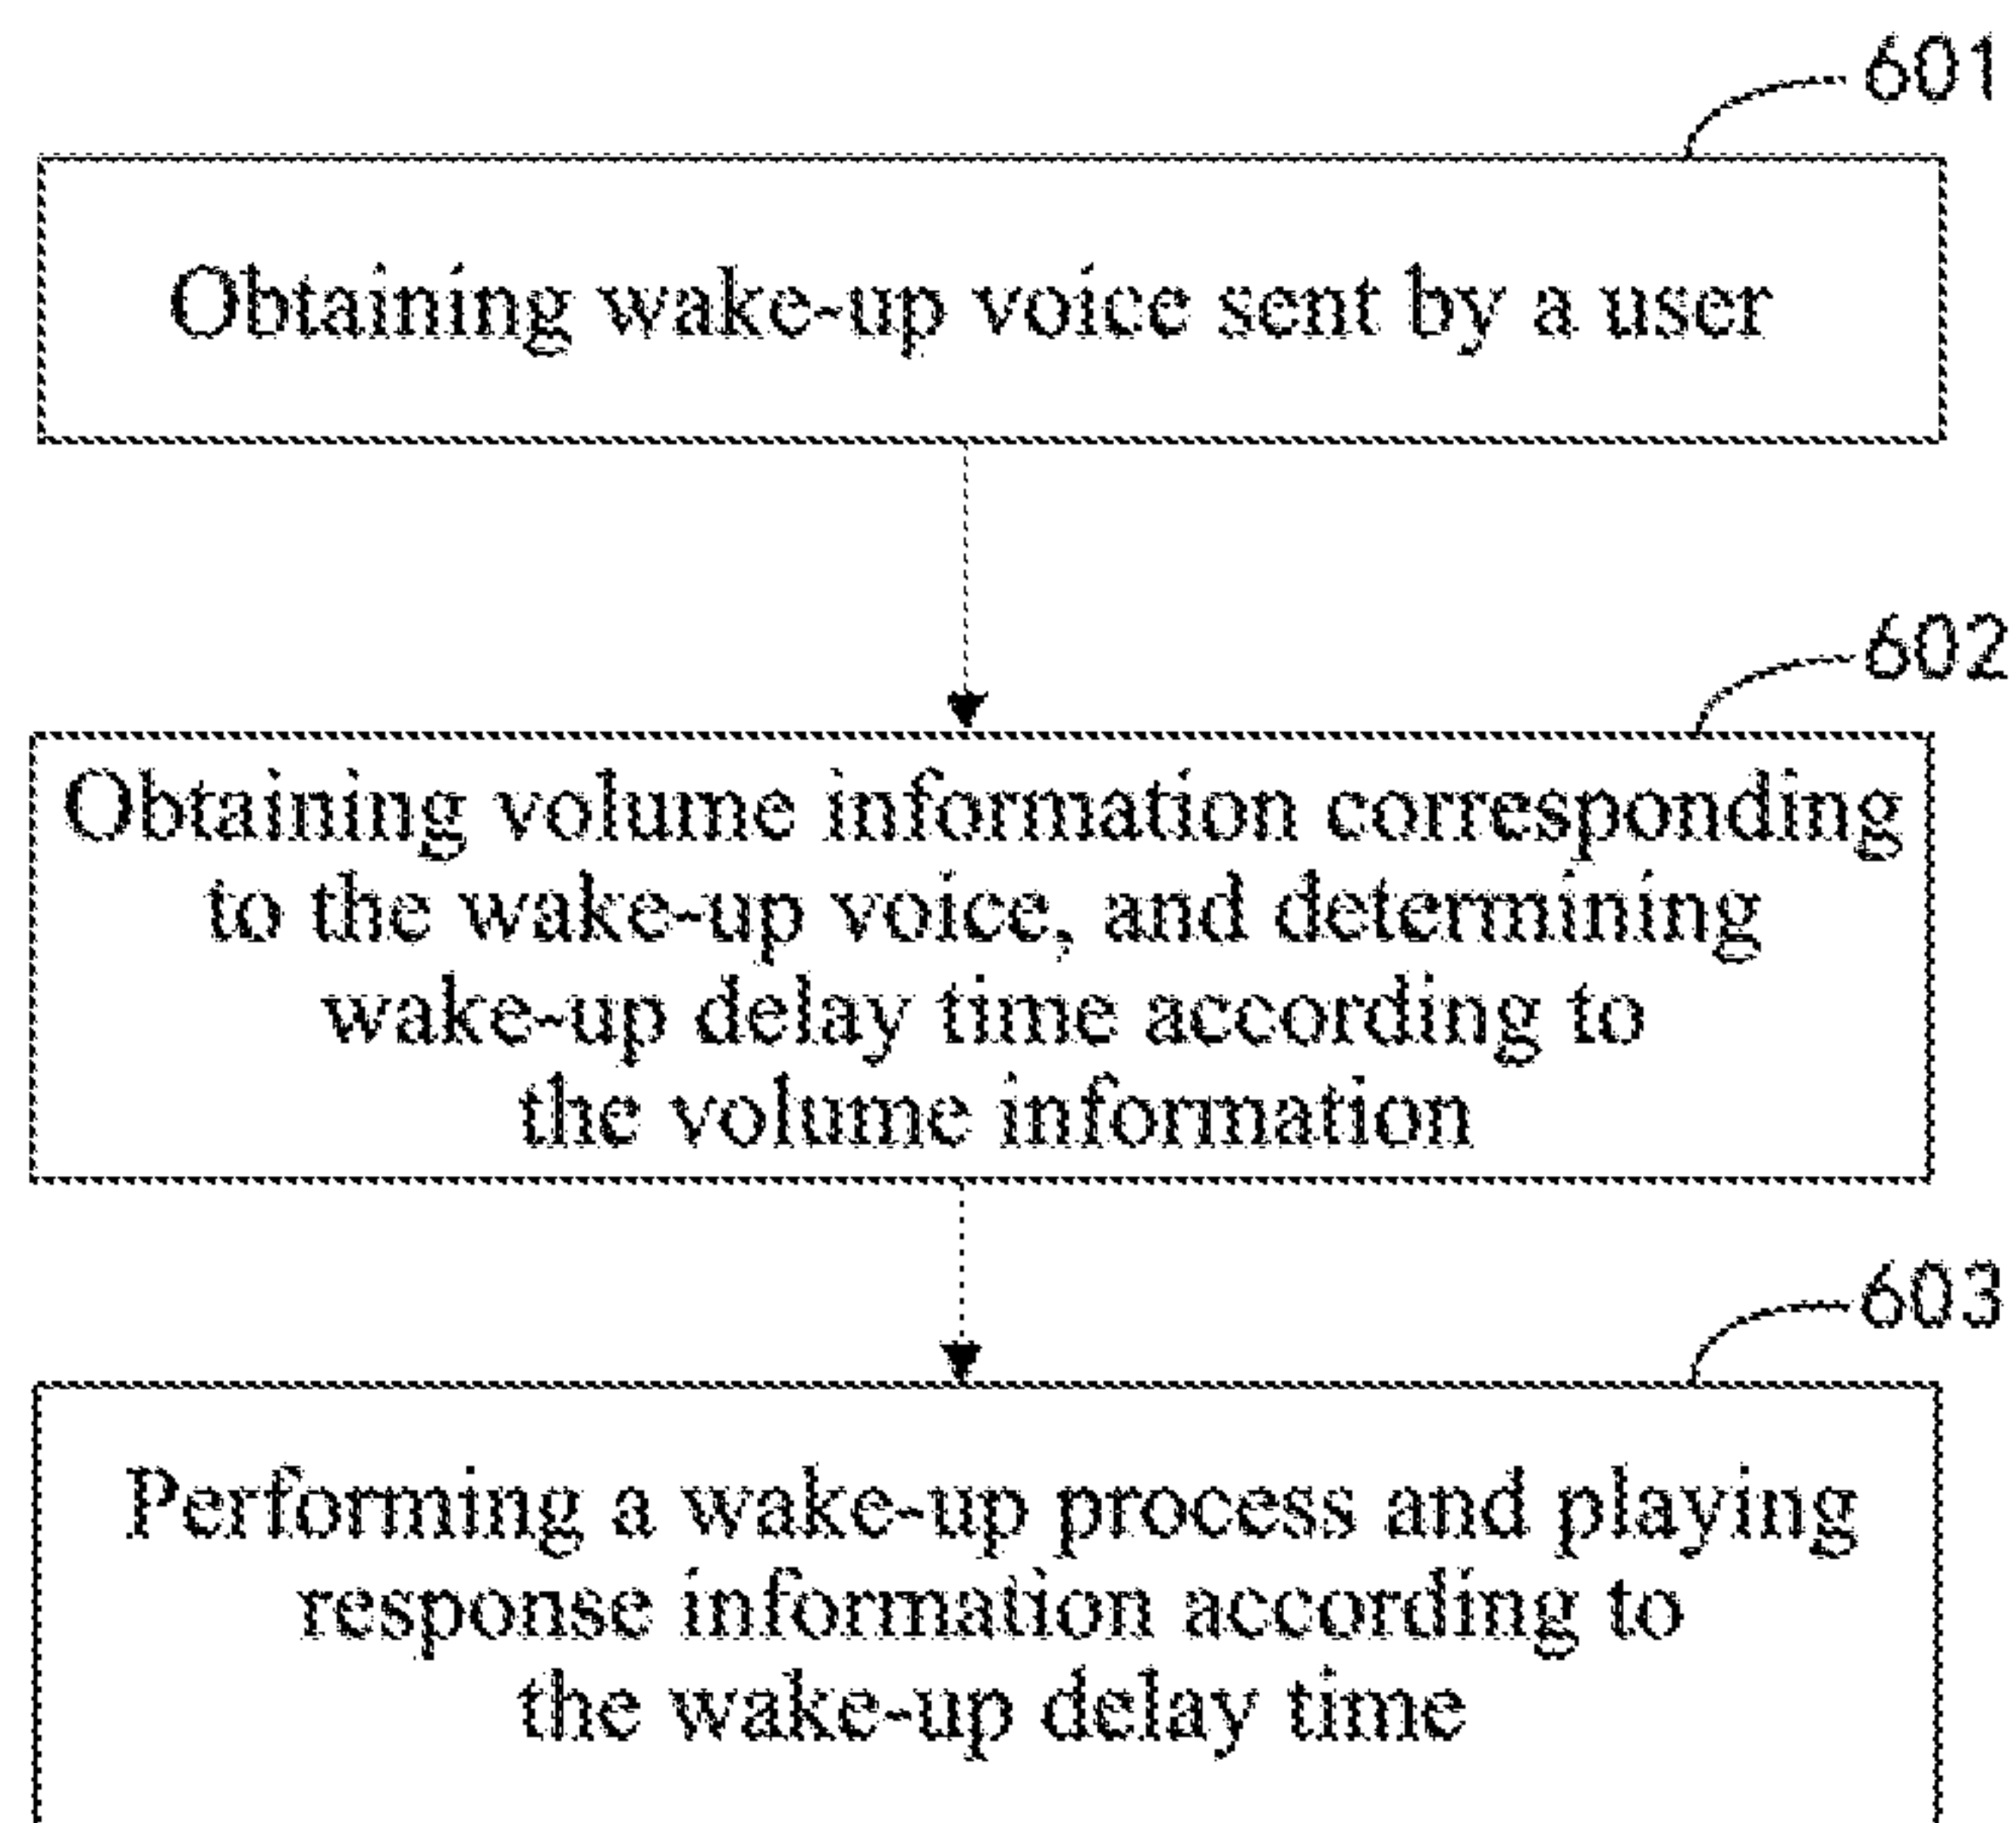 601
Obtaining wake-up voice sent by a user
602
Obtaining volume information corresponding
to the wake-up voice, and determining
wake-up delay time according to
the volume information
603
Performing a wake-up process and playing
response information according to
the wake-up delay time